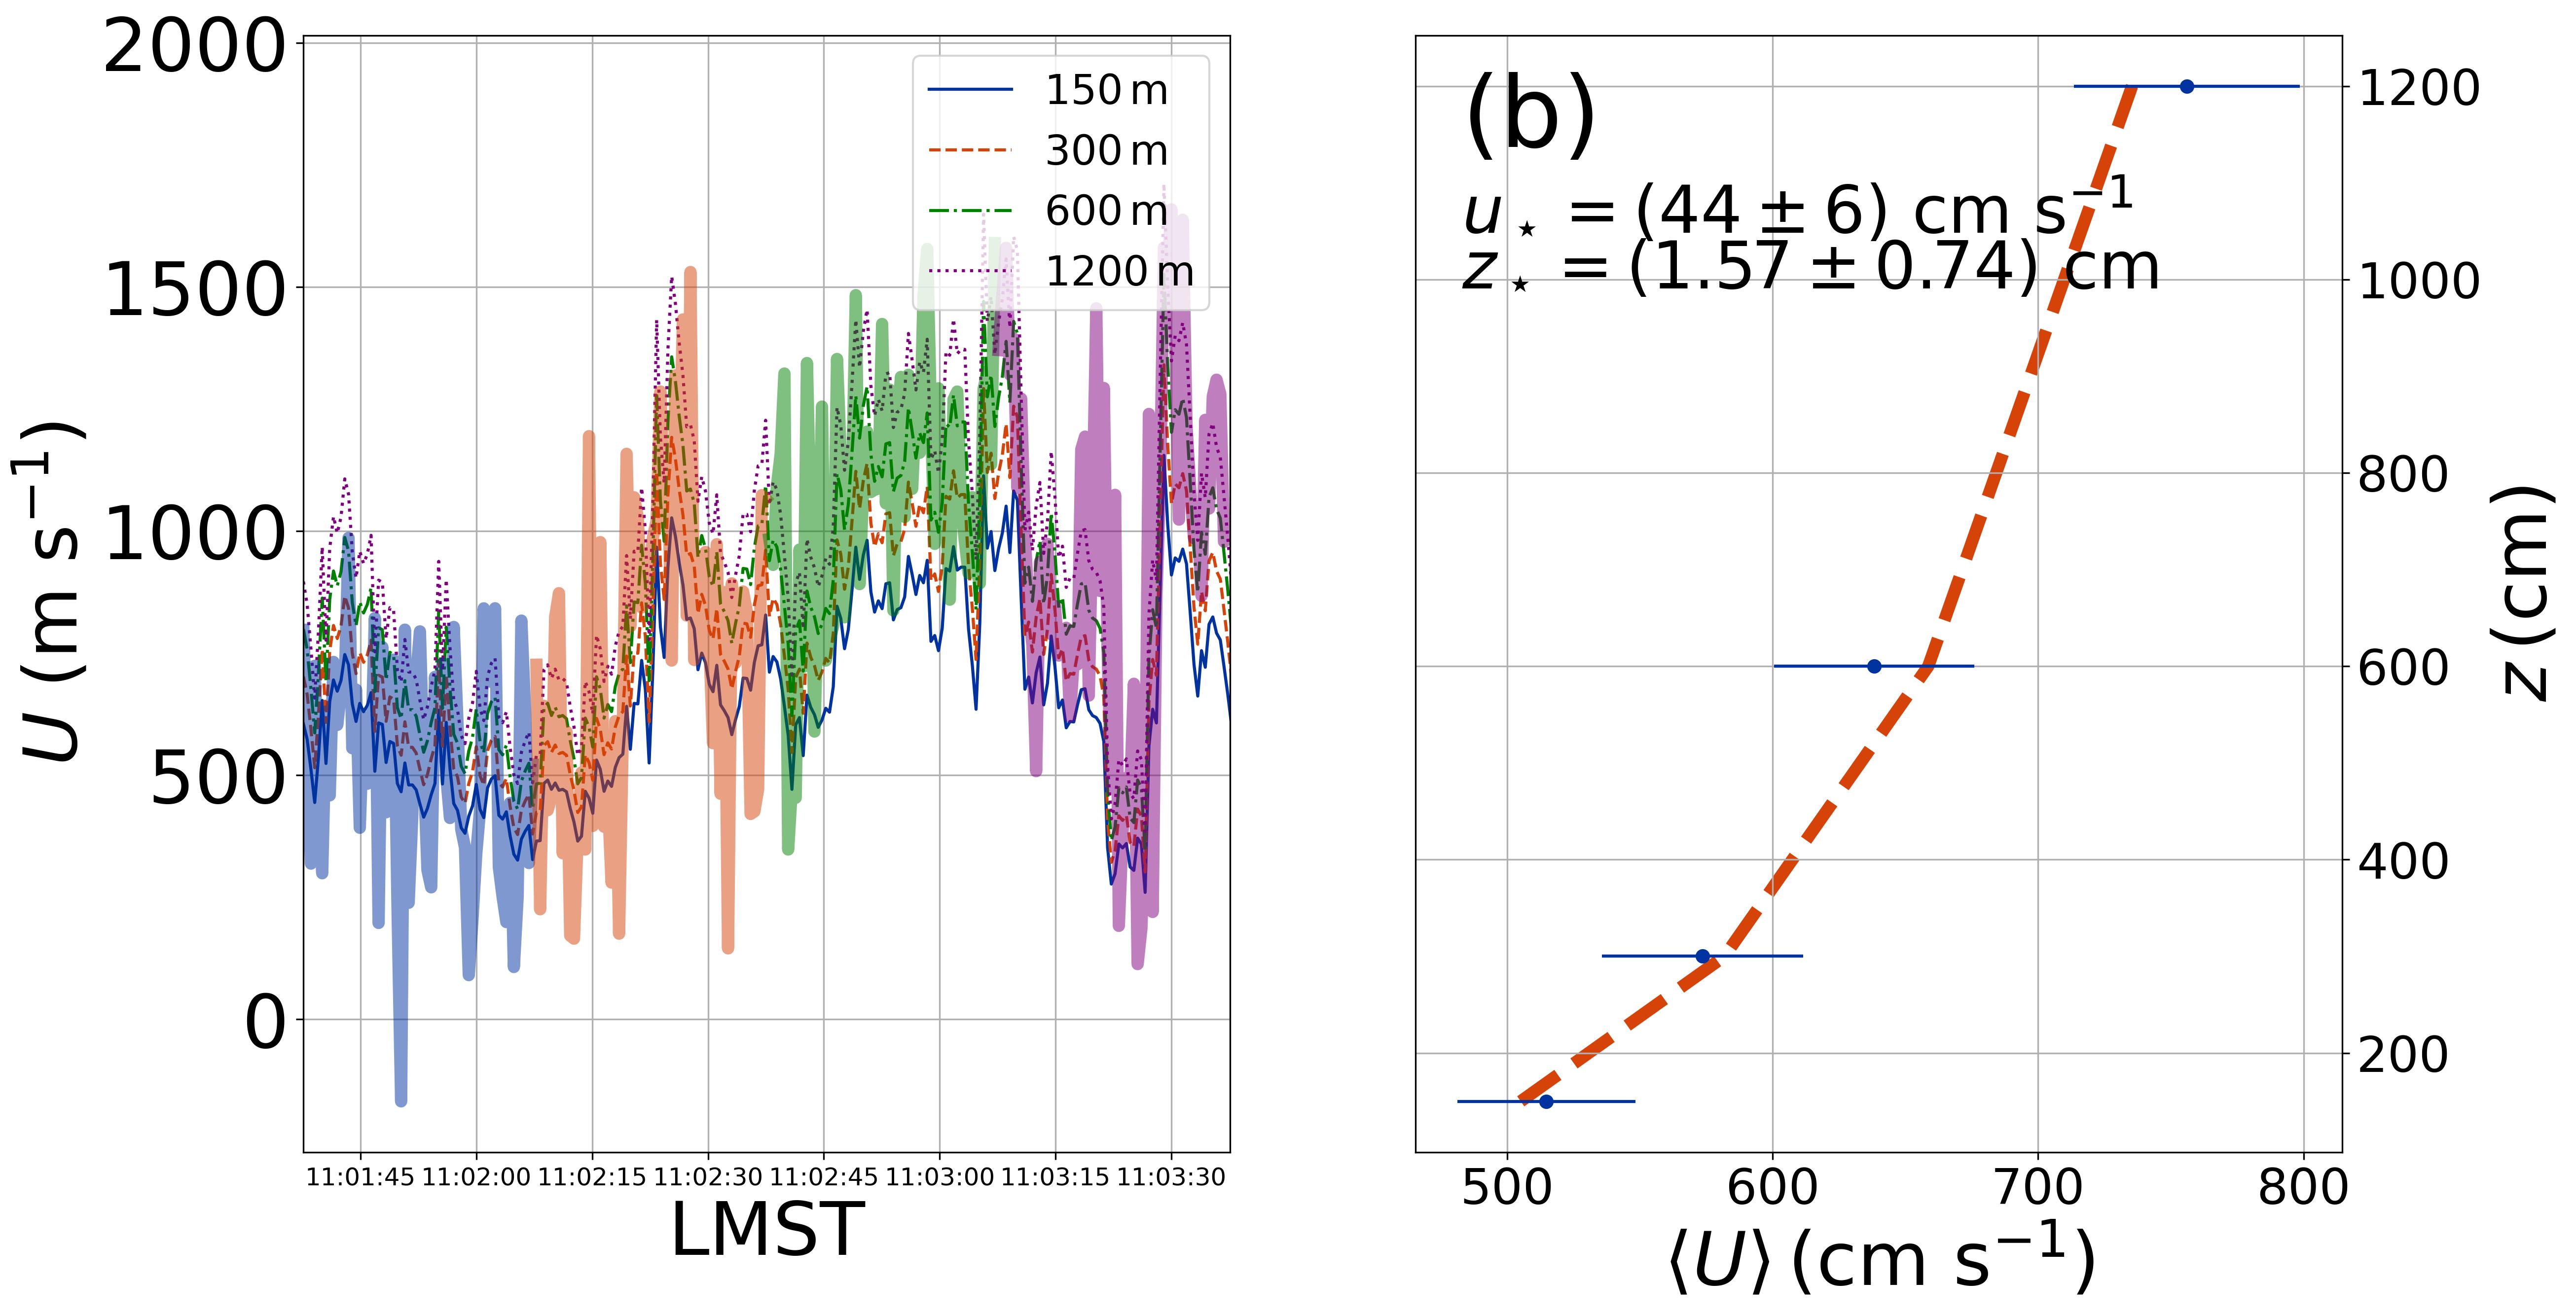 2000
1500
1000
500
0
U (m s⁻¹)
150 m
300 m
600 m
1200 m
11:01:45 11:02:00 11:02:15 11:02:30 11:02:45 11:03:00 11:03:15 11:03:30
LMST
(b)
u⋆ = (44 ± 6) cm s⁻¹
z⋆ = (1.57 ± 0.74) cm
1200
1000
800
600
400
200
z (cm)
500 600 700 800
⟨U⟩ (cm s⁻¹)